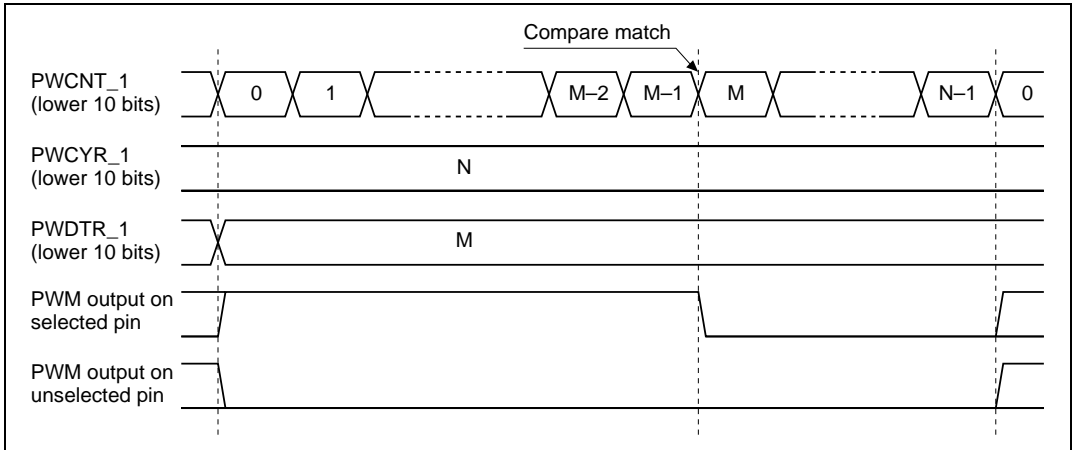 Compare match
PWCNT_1
(lower 10 bits)
0 1 M–2 M–1 M N–1 0
PWCYR_1
(lower 10 bits)
N
PWDTR_1
(lower 10 bits)
M
PWM output on
selected pin
PWM output on
unselected pin